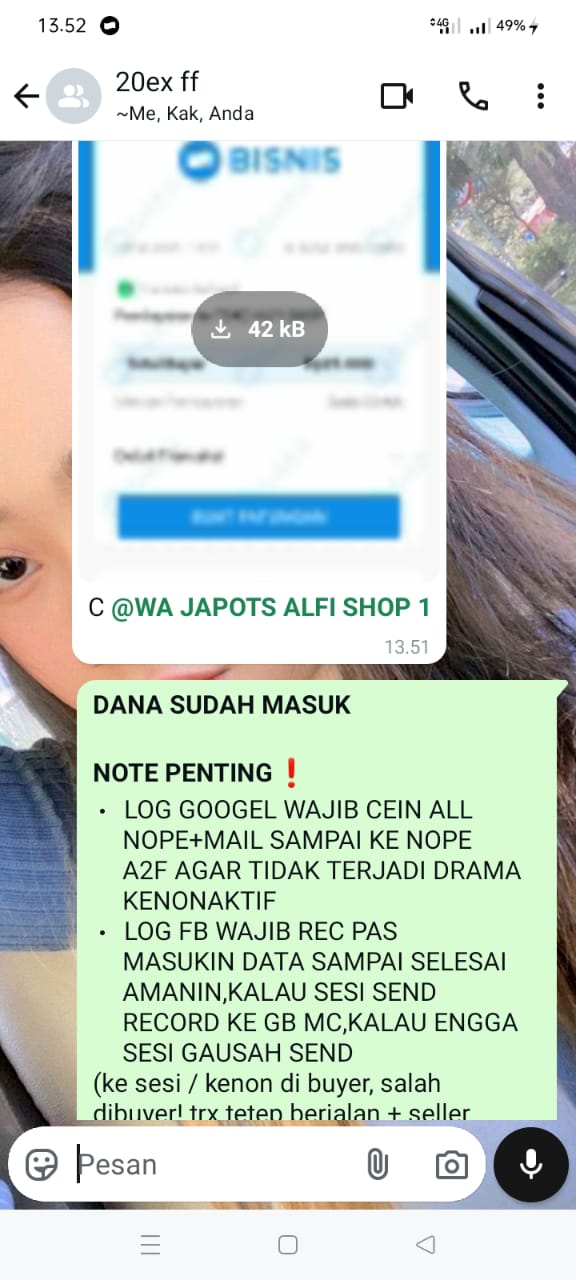 13.52
4G
49%
20ex ff
~Me, Kak, Anda
BISNIS
42 kB
C @WA JAPOTS ALFI SHOP 1
13.51
DANA SUDAH MASUK
NOTE PENTING❗
• LOG GOOGEL WAJIB CEIN ALL
NOPE+MAIL SAMPAI KE NOPE
A2F AGAR TIDAK TERJADI DRAMA
KENONAKTIF
• LOG FB WAJIB REC PAS
MASUKIN DATA SAMPAI SELESAI
AMANIN,KALAU SESI SEND
RECORD KE GB MC,KALAU ENGGA
SESI GAUSAH SEND
(ke sesi / kenon di buyer, salah
dibuyer! trx tetep berjalan + seller
Pesan